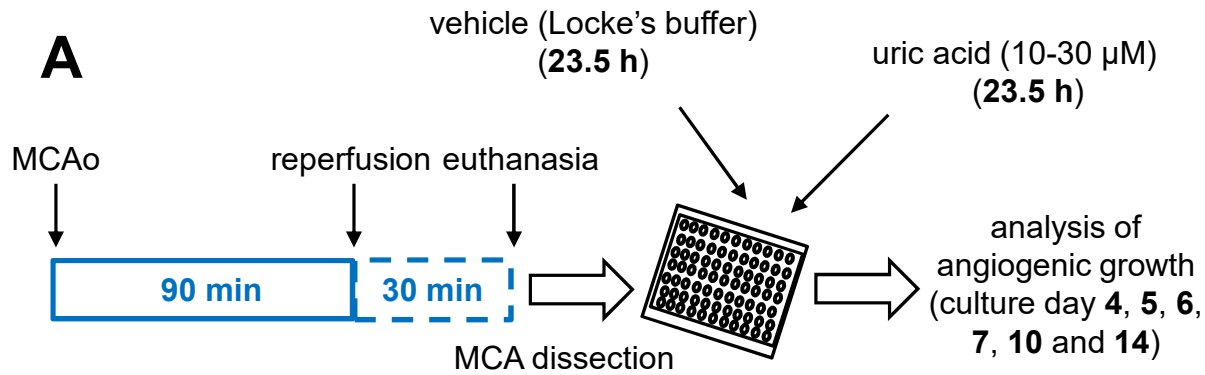 A
vehicle (Locke’s buffer)
(23.5 h)
uric acid (10-30 µM)
(23.5 h)
MCAo
reperfusion
euthanasia
90 min
30 min
MCA dissection
analysis of
angiogenic growth
(culture day 4, 5, 6,
7, 10 and 14)